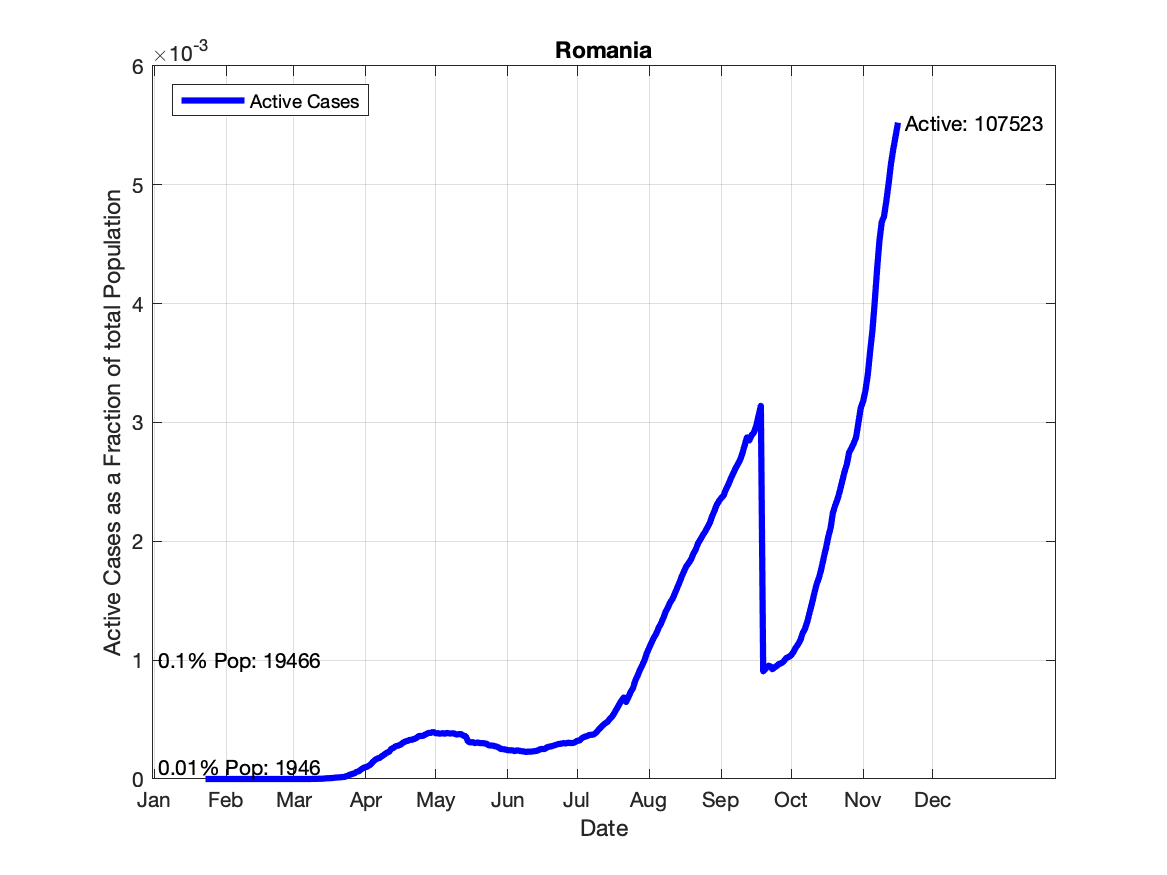 Romania
×10-3
6
Active Cases
Active: 107523
5
4
3
2
1
0.1% Pop: 19466
0.01% Pop: 1946
0
Active Cases as a Fraction of total Population
Jan Feb Mar Apr May Jun Jul Aug Sep Oct Nov Dec
Date